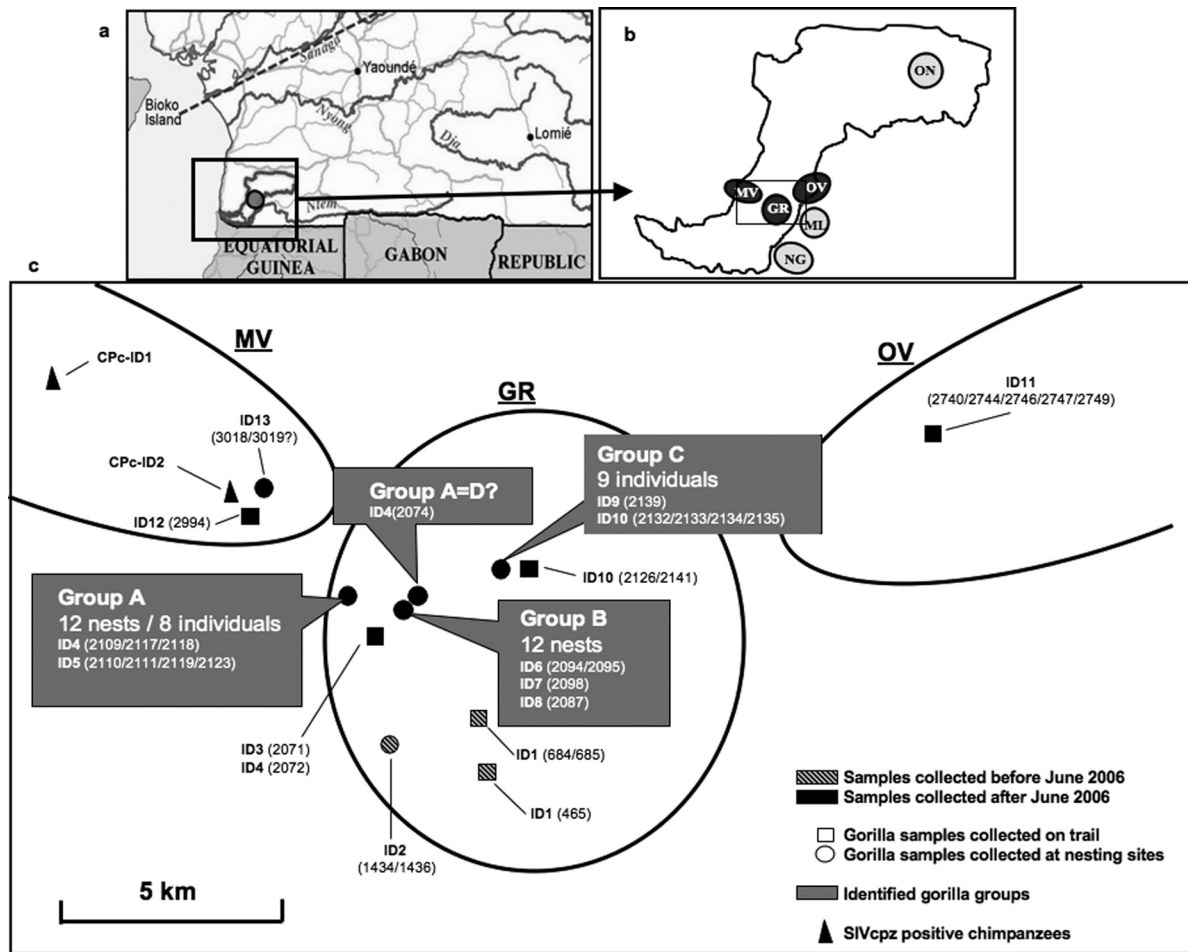 a
Sanaga
Yaoundé
Bioko
Island
Nyong
Dja
Lomié
Ntem
EQUATORIAL
GUINEA
GABON
REPUBLIC
b
ON
MV
OV
GR
ML
NG
c
MV
OV
GR
CPc-ID1
ID13
(3018/3019?)
CPc-ID2
ID12 (2994)
ID11
(2740/2744/2746/2747/2749)
Group A=D?
ID4(2074)
Group C
9 individuals
ID9 (2139)
ID10 (2132/2133/2134/2135)
ID10 (2126/2141)
Group A
12 nests / 8 individuals
ID4 (2109/2117/2118)
ID5 (2110/2111/2119/2123)
Group B
12 nests
ID6 (2094/2095)
ID7 (2098)
ID8 (2087)
ID3 (2071)
ID4 (2072)
ID1 (684/685)
ID1 (465)
ID2
(1434/1436)
5 km
Samples collected before June 2006
Samples collected after June 2006
Gorilla samples collected on trail
Gorilla samples collected at nesting sites
Identified gorilla groups
SIVcpz positive chimpanzees